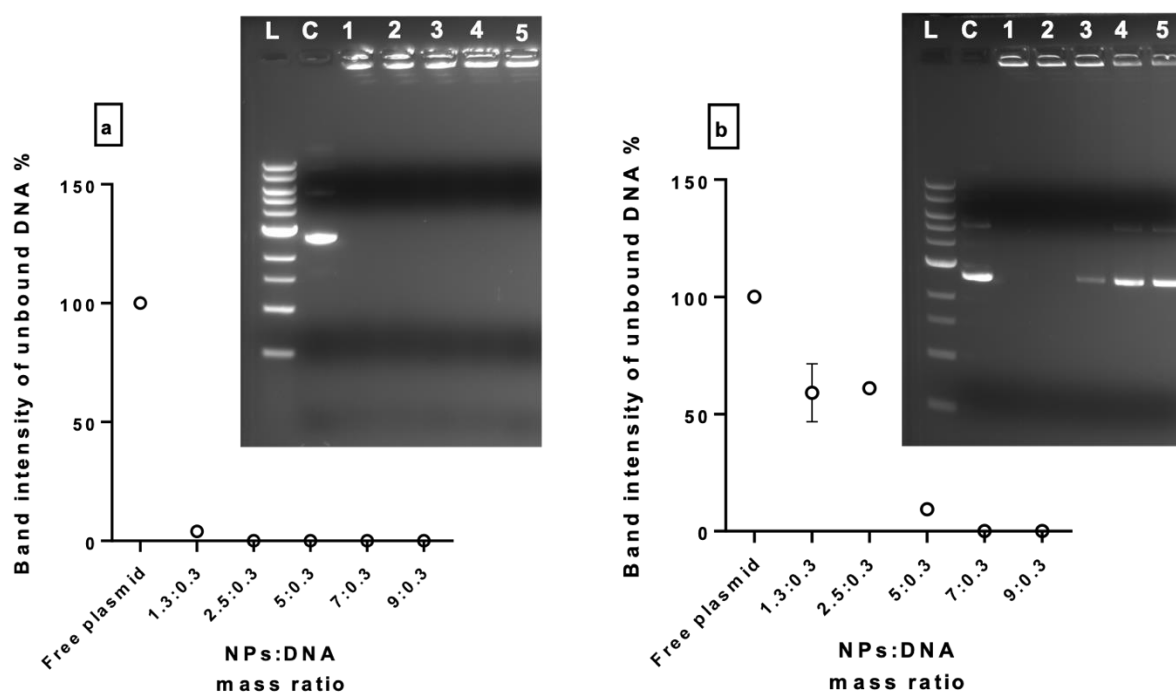 a
Band intensity of unbound DNA %
150
100
50
0
L C 1 2 3 4 5
Free plasmid
1.3:0.3
2.5:0.3
5:0.3
7:0.3
9:0.3
NPs:DNA
mass ratio
b
Band intensity of unbound DNA %
150
100
50
0
L C 1 2 3 4 5
Free plasmid
1.3:0.3
2.5:0.3
5:0.3
7:0.3
9:0.3
NPs:DNA
mass ratio